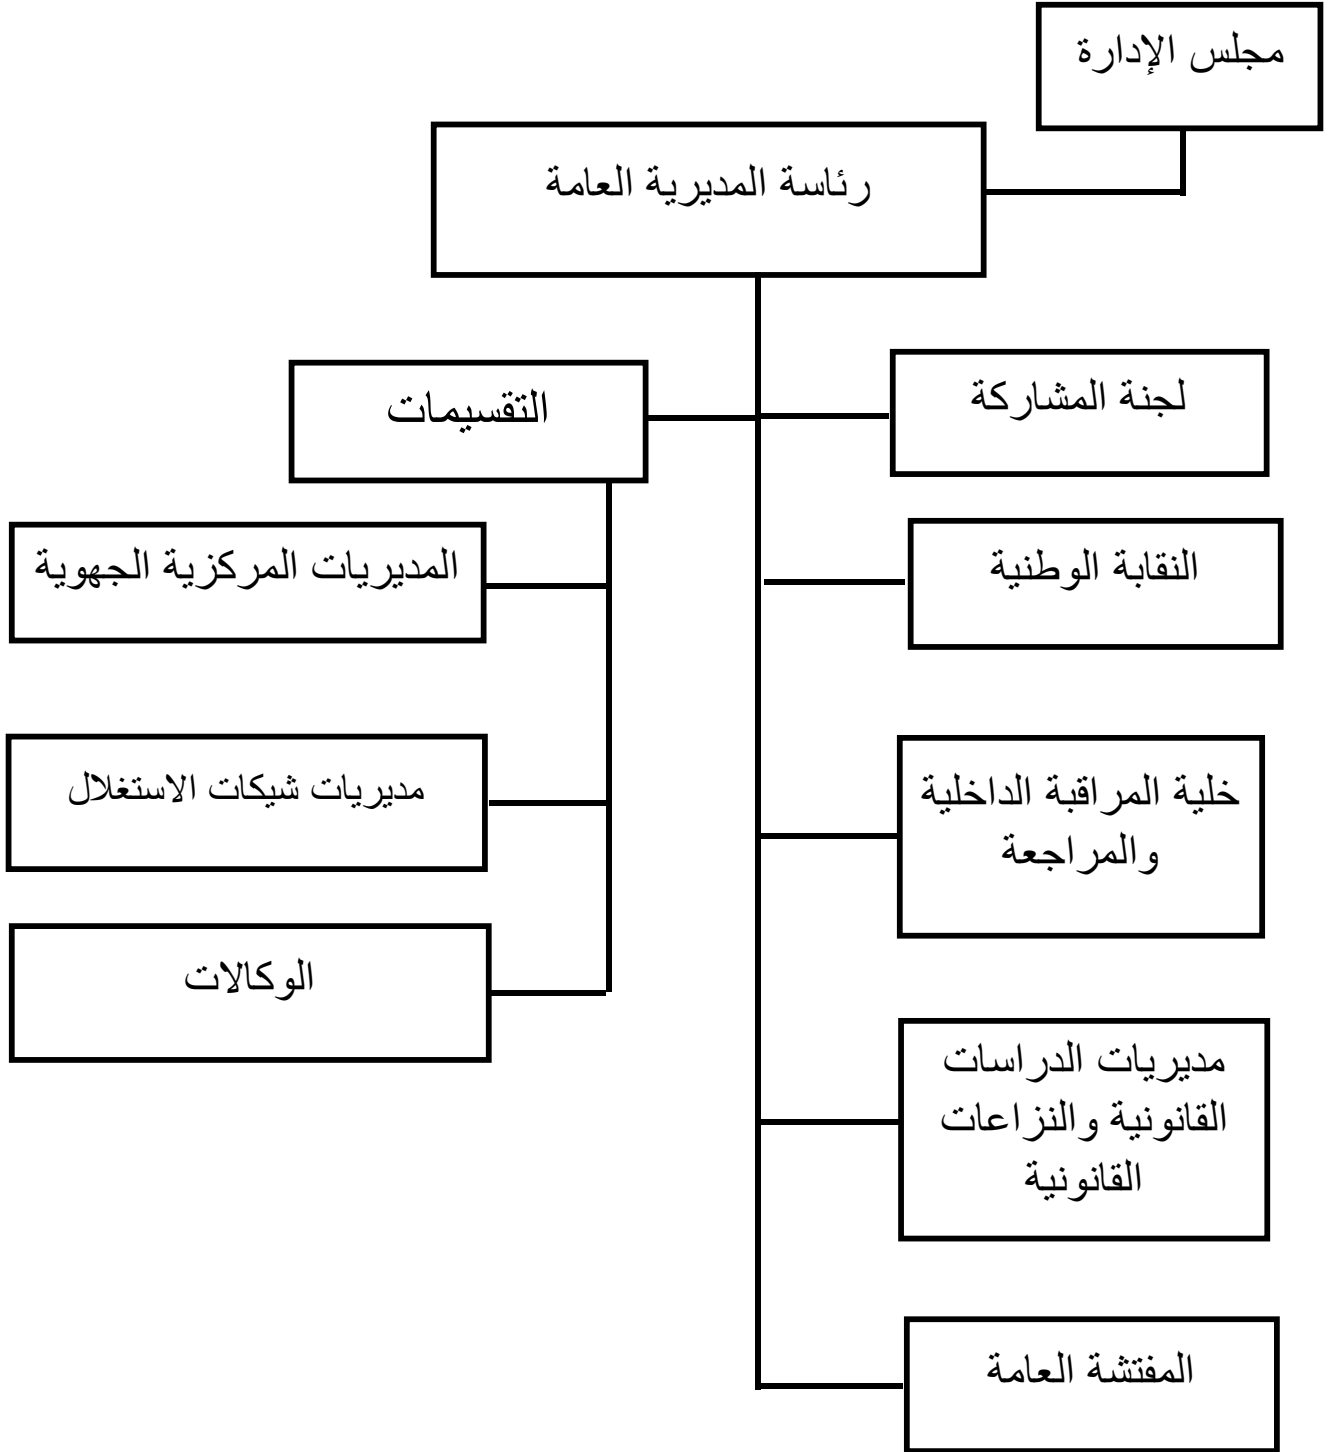 مجلس الإدارة
رئاسة المديرية العامة
لجنة المشاركة
التقسيمات
النقابة الوطنية
المديريات المركزية الجهوية
خلية المراقبة الداخلية
والمراجعة
مديريات شبكات الاستغلال
الوكالات
مديريات الدراسات
القانونية والنزاعات
القانونية
المفتشة العامة